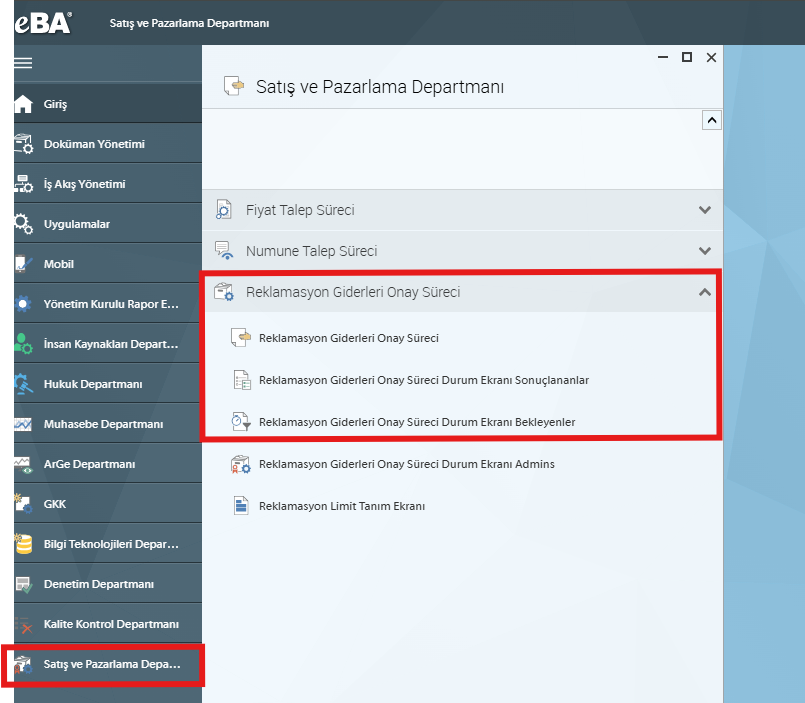 eBA®
Satış ve Pazarlama Departmanı
Satış ve Pazarlama Departmanı
Giriş
Doküman Yönetimi
İş Akış Yönetimi
Uygulamalar
Mobil
Yönetim Kurulu Rapor E...
İnsan Kaynakları Depart...
Hukuk Departmanı
Muhasebe Departmanı
ArGe Departmanı
GKK
Bilgi Teknolojileri Depar...
Denetim Departmanı
Kalite Kontrol Departmanı
Satış ve Pazarlama Depa...
Fiyat Talep Süreci
Numune Talep Süreci
Reklamasyon Giderleri Onay Süreci
Reklamasyon Giderleri Onay Süreci
Reklamasyon Giderleri Onay Süreci Durum Ekranı Sonuçlananlar
Reklamasyon Giderleri Onay Süreci Durum Ekranı Bekleyenler
Reklamasyon Giderleri Onay Süreci Durum Ekranı Admins
Reklamasyon Limit Tanım Ekranı